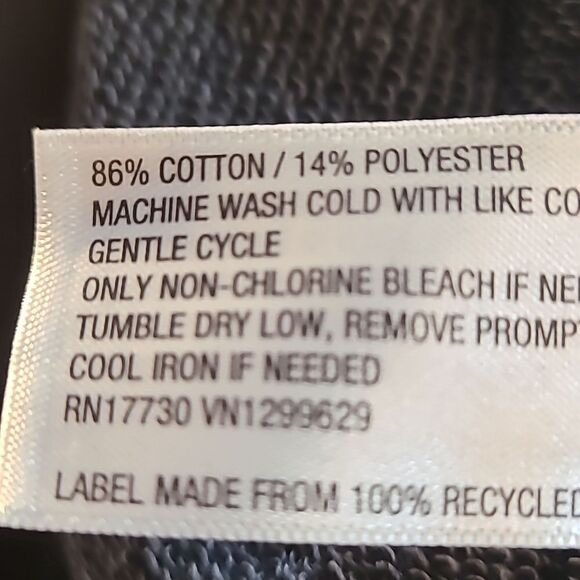 86% COTTON / 14% POLYESTER
MACHINE WASH COLD WITH LIKE CO
GENTLE CYCLE
ONLY NON-CHLORINE BLEACH IF NE
TUMBLE DRY LOW, REMOVE PROMP
COOL IRON IF NEEDED
RN17730 VN1299629
LABEL MADE FROM 100% RECYCLED